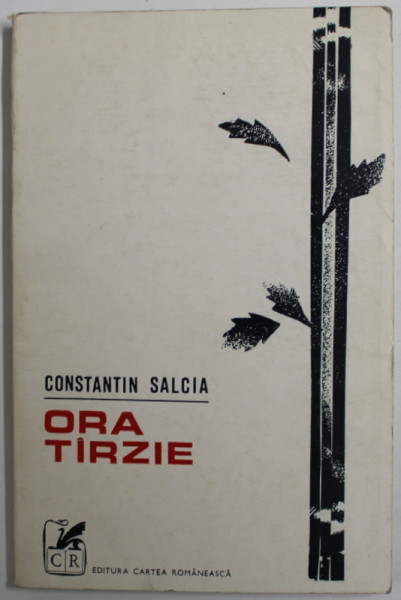 CONSTANTIN SALCIA
ORA
TÎRZIE
CR
EDITURA CARTEA ROMÂNEASCĂ